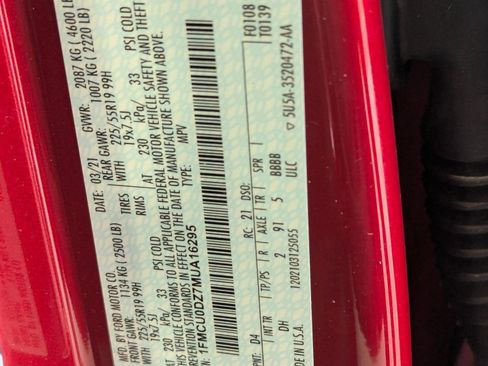 MFD. BY FORD MOTOR CO.
DATE: 03/21 GVWR: 2087 KG ( 4600 LB
FRONT GAWR: 1134 KG ( 2500 LB) REAR GAWR: 1007 KG ( 2220 LB)
WITH 225/55R19 99H TIRES WITH 225/55R19 99H
19x7.5J RIMS 19x7.5J
AT 230 kPa/ 33 PSI COLD AT 230 kPa/ 33 PSI COLD
THIS VEHICLE CONFORMS TO ALL APPLICABLE FEDERAL MOTOR VEHICLE SAFETY AND THEFT
PREVENTION STANDARDS IN EFFECT ON THE DATE OF MANUFACTURE SHOWN ABOVE.
VIN: 1FMCU0DZ7MUA16295
TYPE: MPV
F0108
T0139
PNT: D4 RC: 21 DSO:
INT TR TP/PS R AXLE TR SPR
DH 2 91 5 BBBB
MADE IN U.S.A. 1202103125055 ULC
5U5A-3520472-AA